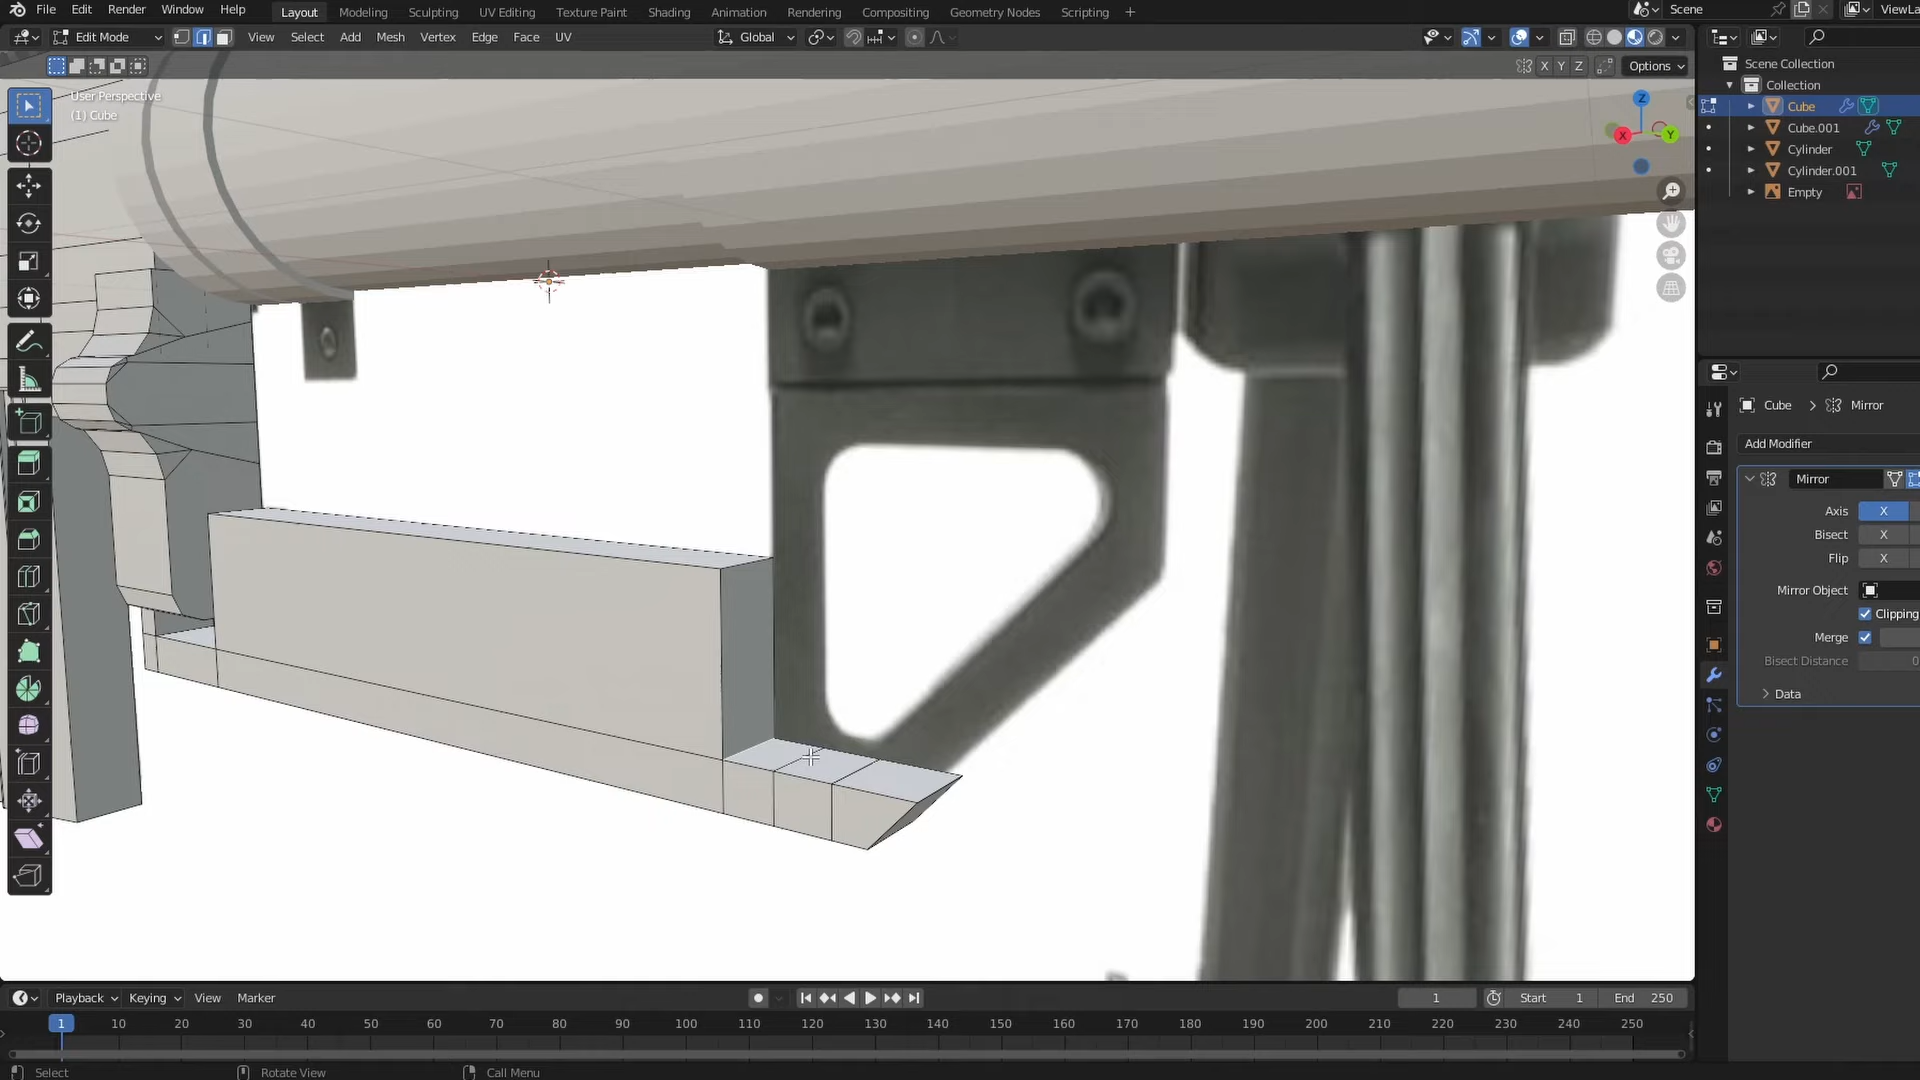 File Edit Render Window Help Layout Modeling Sculpting UV Editing Texture Paint Shading Animation Rendering Compositing Geometry Nodes Scripting + Scene ViewLa
Edit Mode View Select Add Mesh Vertex Edge Face UV Global
X Y Z Options
User Perspective
(1) Cube
Z
X
Y
Scene Collection
Collection
Cube
Cube.001
Cylinder
Cylinder.001
Empty
Cube > Mirror
Add Modifier
Mirror
Axis X
Bisect X
Flip X
Mirror Object
Clipping
Merge
Bisect Distance 0
Data
Playback Keying View Marker 1 Start 1 End 250
1 10 20 30 40 50 60 70 80 90 100 110 120 130 140 150 160 170 180 190 200 210 220 230 240 250
Select Rotate View Call Menu